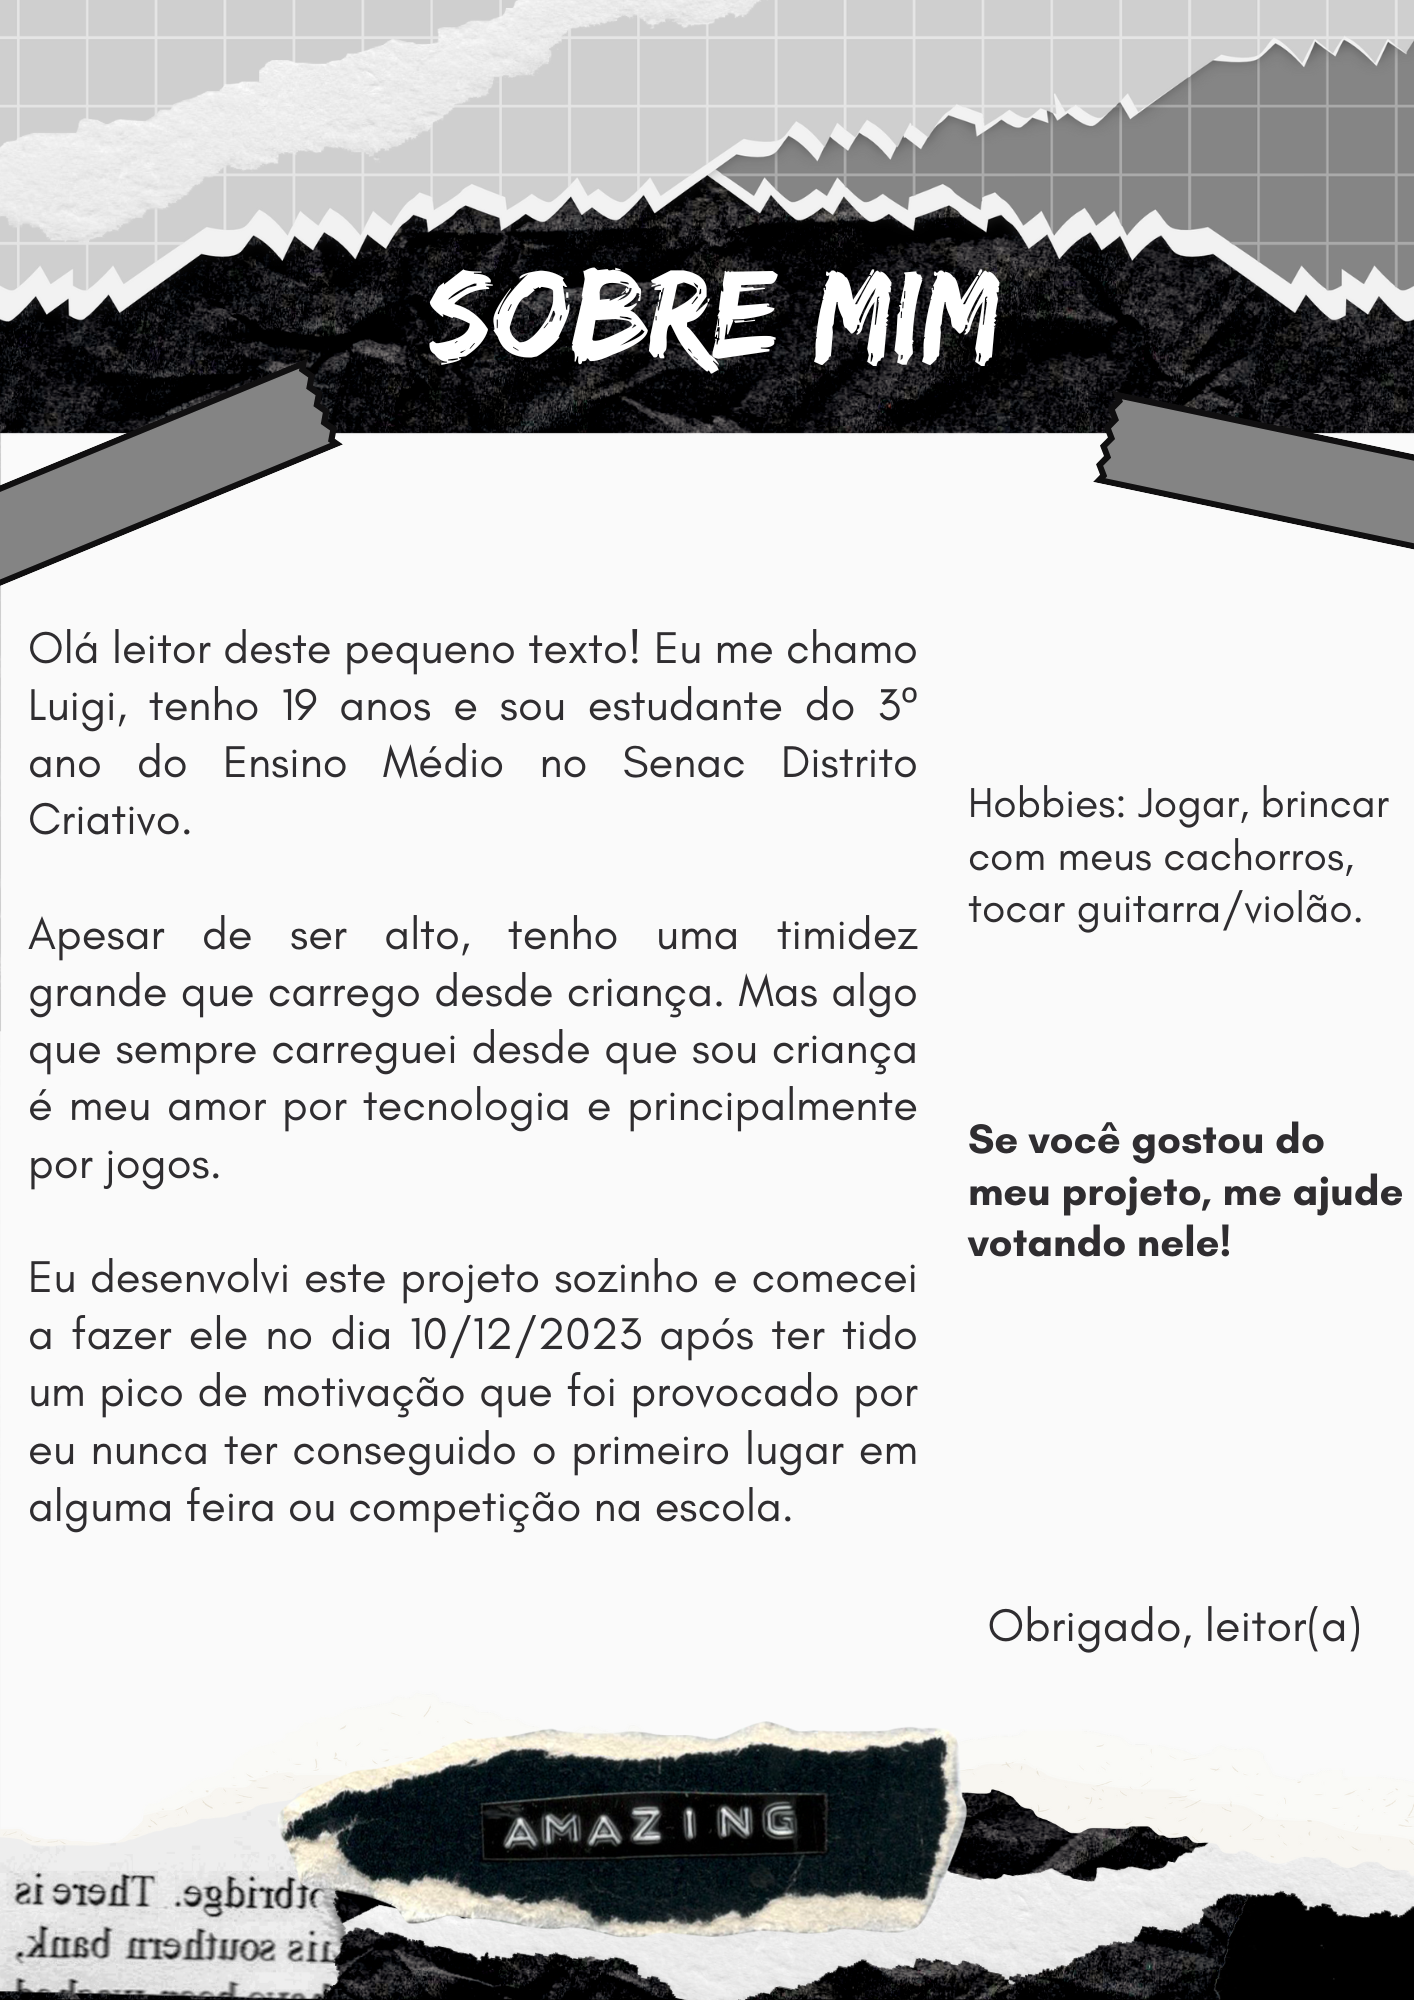 SOBRE MIM
Olá leitor deste pequeno texto! Eu me chamo
Luigi, tenho 19 anos e sou estudante do 3º
ano do Ensino Médio no Senac Distrito
Criativo.
Apesar de ser alto, tenho uma timidez
grande que carrego desde criança. Mas algo
que sempre carreguei desde que sou criança
é meu amor por tecnologia e principalmente
por jogos.
Eu desenvolvi este projeto sozinho e comecei
a fazer ele no dia 10/12/2023 após ter tido
um pico de motivação que foi provocado por
eu nunca ter conseguido o primeiro lugar em
alguma feira ou competição na escola.
Hobbies: Jogar, brincar
com meus cachorros,
tocar guitarra/violão.
Se você gostou do
meu projeto, me ajude
votando nele!
Obrigado, leitor(a)
AMAZING
otbridge. There is
southern bank,